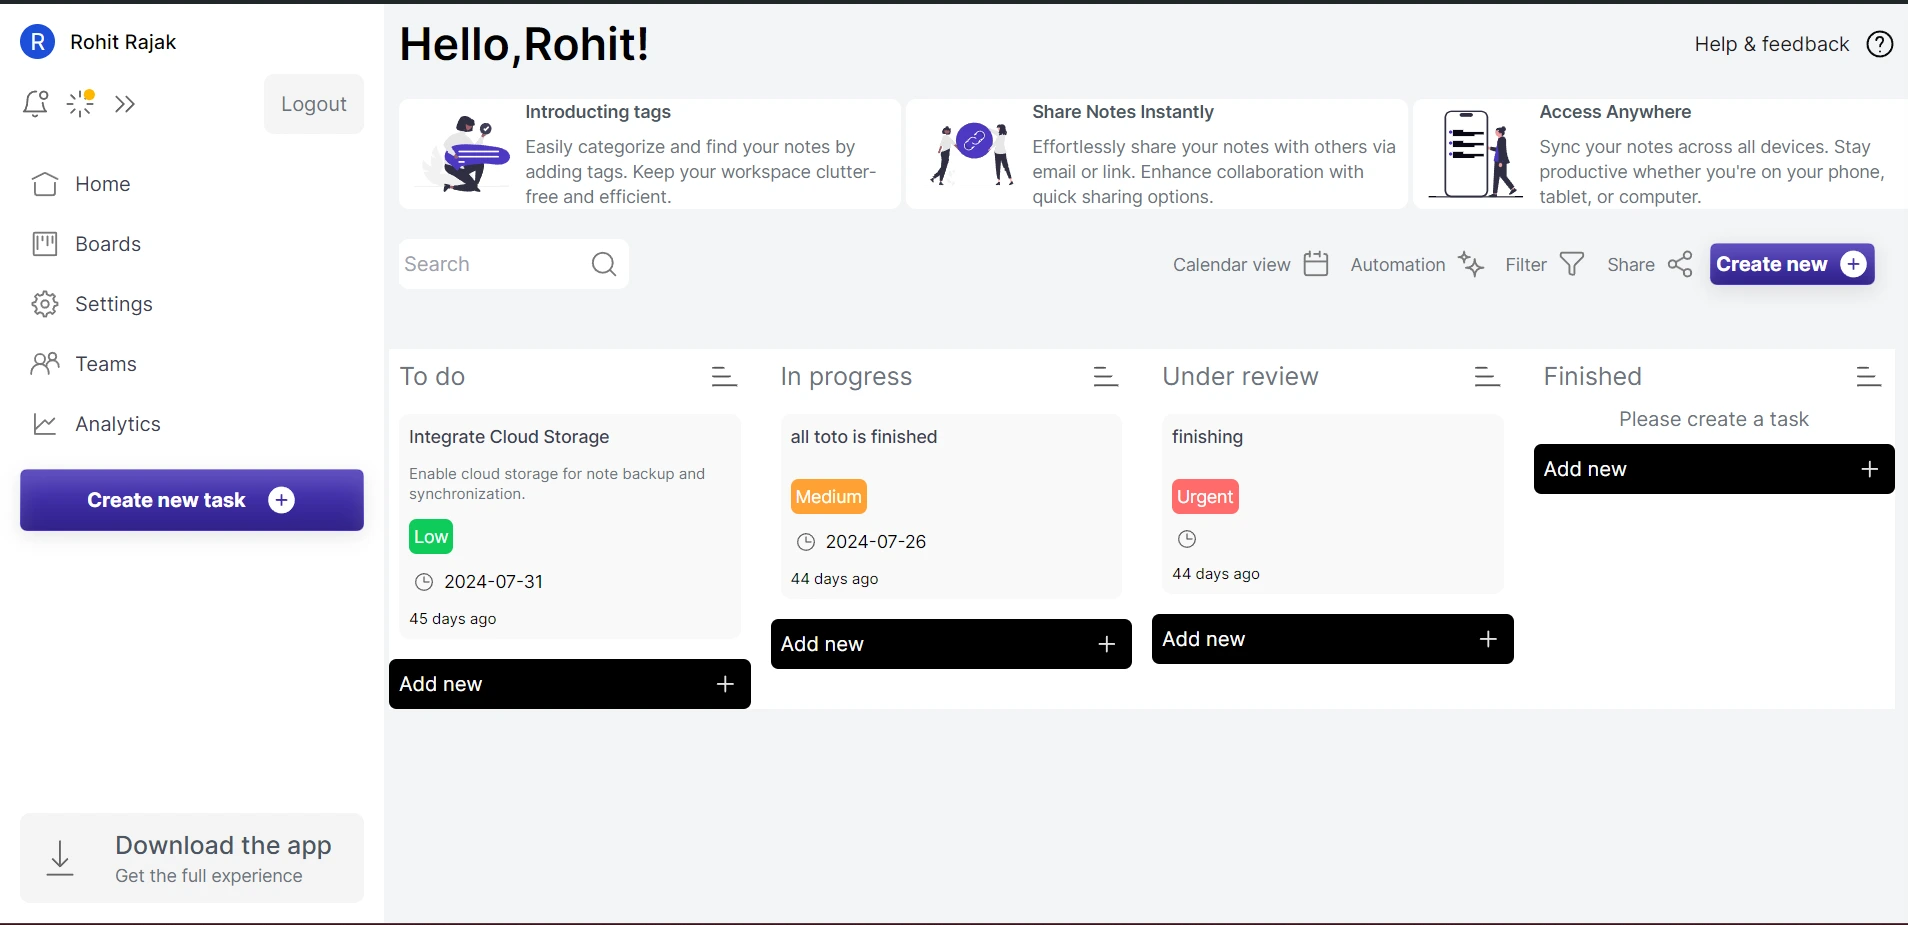 R Rohit Rajak
Logout
Home
Boards
Settings
Teams
Analytics
Create new task
Download the app
Get the full experience
Hello,Rohit!
Help & feedback
Introducting tags
Easily categorize and find your notes by
adding tags. Keep your workspace clutter-
free and efficient.
Share Notes Instantly
Effortlessly share your notes with others via
email or link. Enhance collaboration with
quick sharing options.
Access Anywhere
Sync your notes across all devices. Stay
productive whether you're on your phone,
tablet, or computer.
Search
Calendar view
Automation
Filter
Share
Create new
To do
Integrate Cloud Storage
Enable cloud storage for note backup and
synchronization.
Low
2024-07-31
45 days ago
Add new
In progress
all toto is finished
Medium
2024-07-26
44 days ago
Add new
Under review
finishing
Urgent
44 days ago
Add new
Finished
Please create a task
Add new